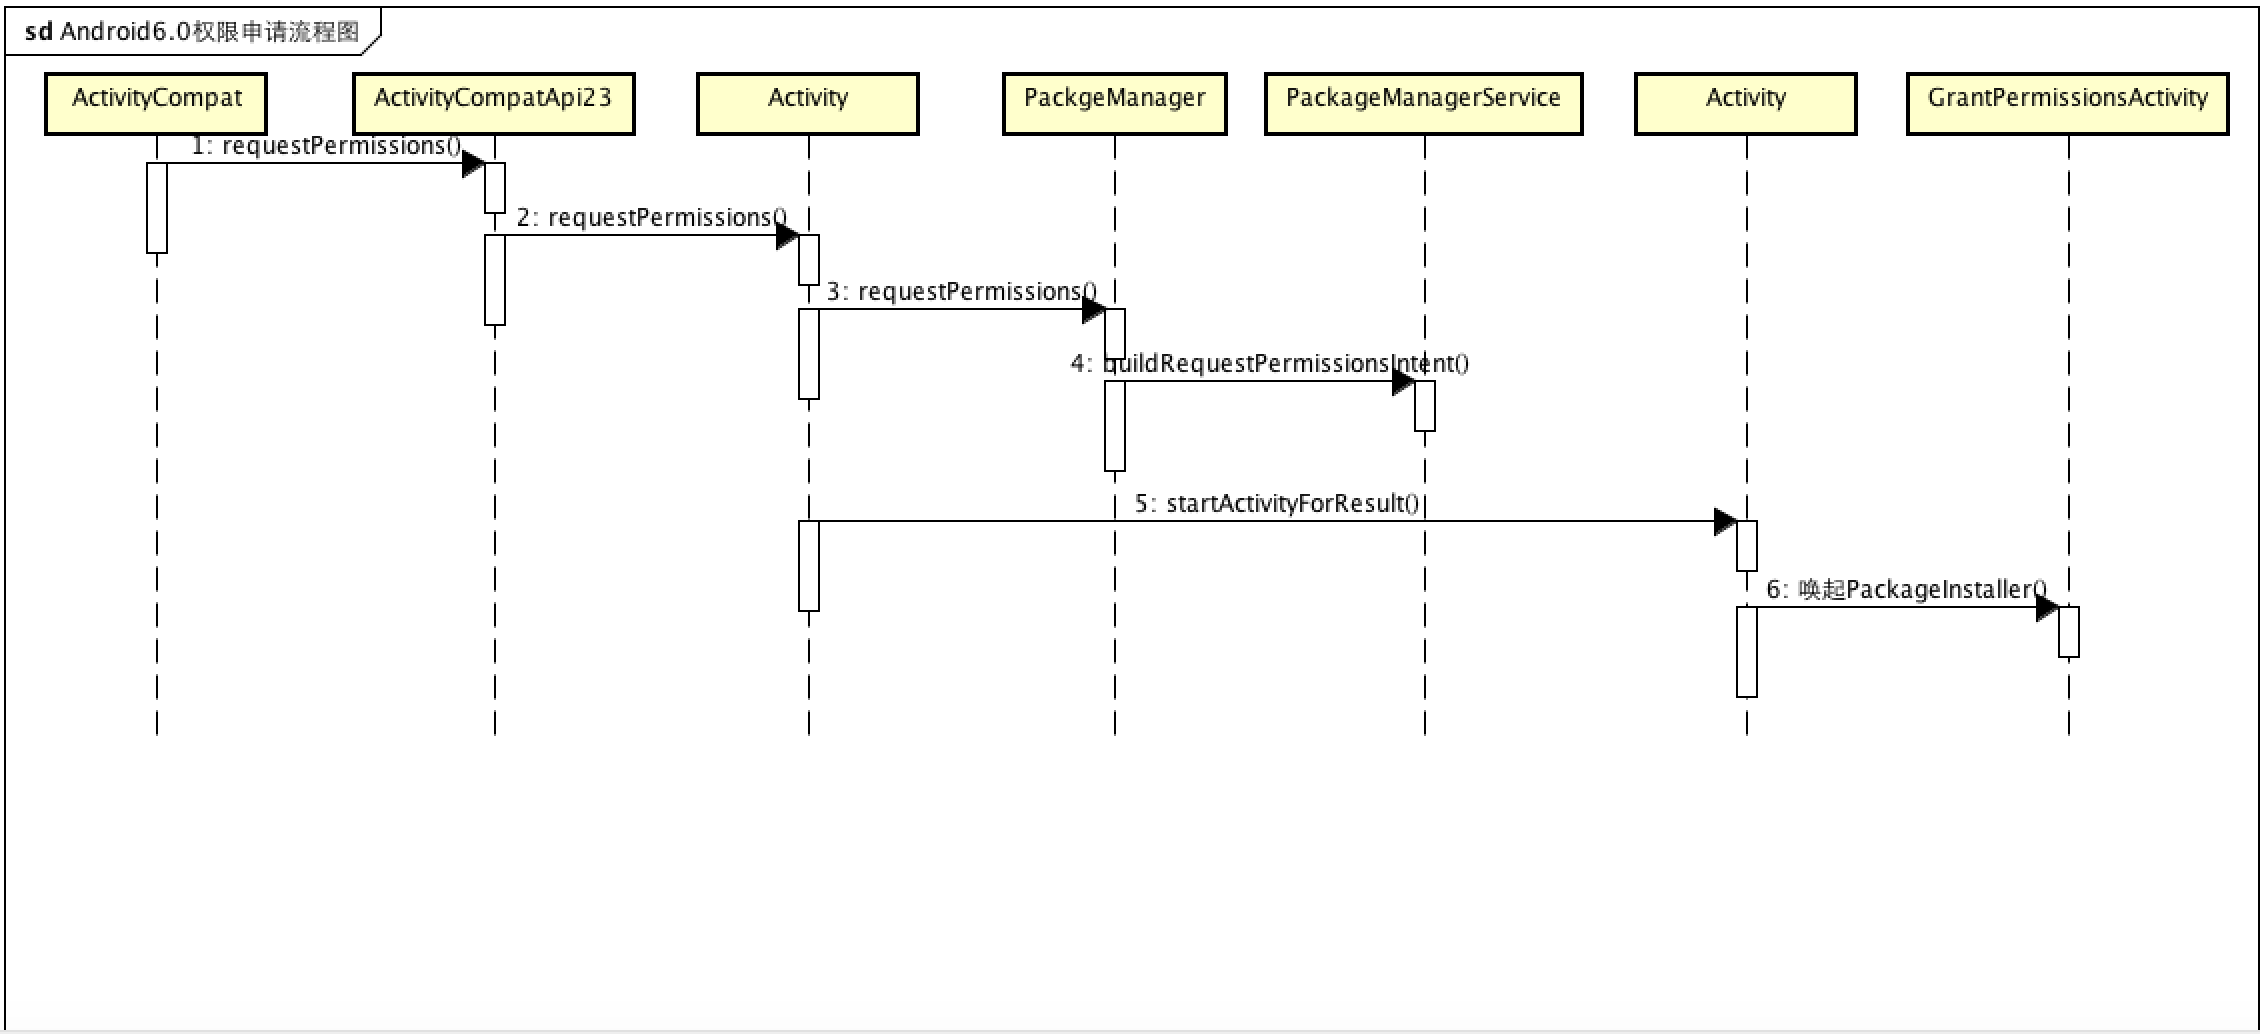 sd Android6.0权限申请流程图
ActivityCompat
ActivityCompatApi23
Activity
PackgeManager
PackageManagerService
Activity
GrantPermissionsActivity
1: requestPermissions()
2: requestPermissions()
3: requestPermissions()
4: buildRequestPermissionsIntent()
5: startActivityForResult()
6: 唤起PackageInstaller()